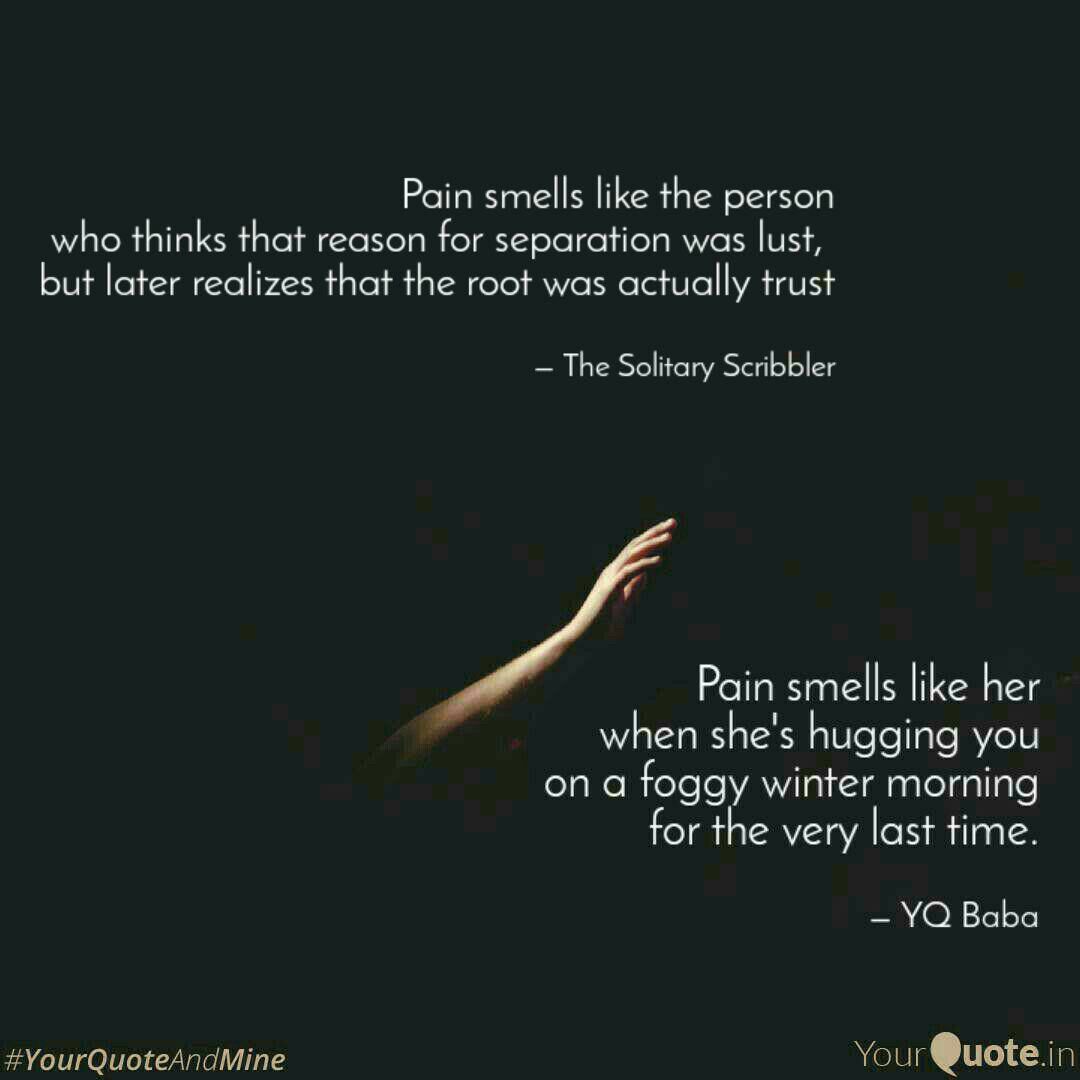 Pain smells like the person
who thinks that reason for separation was lust,
but later realizes that the root was actually trust
– The Solitary Scribbler
Pain smells like her
when she's hugging you
on a foggy winter morning
for the very last time.
– YQ Baba
#YourQuoteAndMine
YourQuote.in